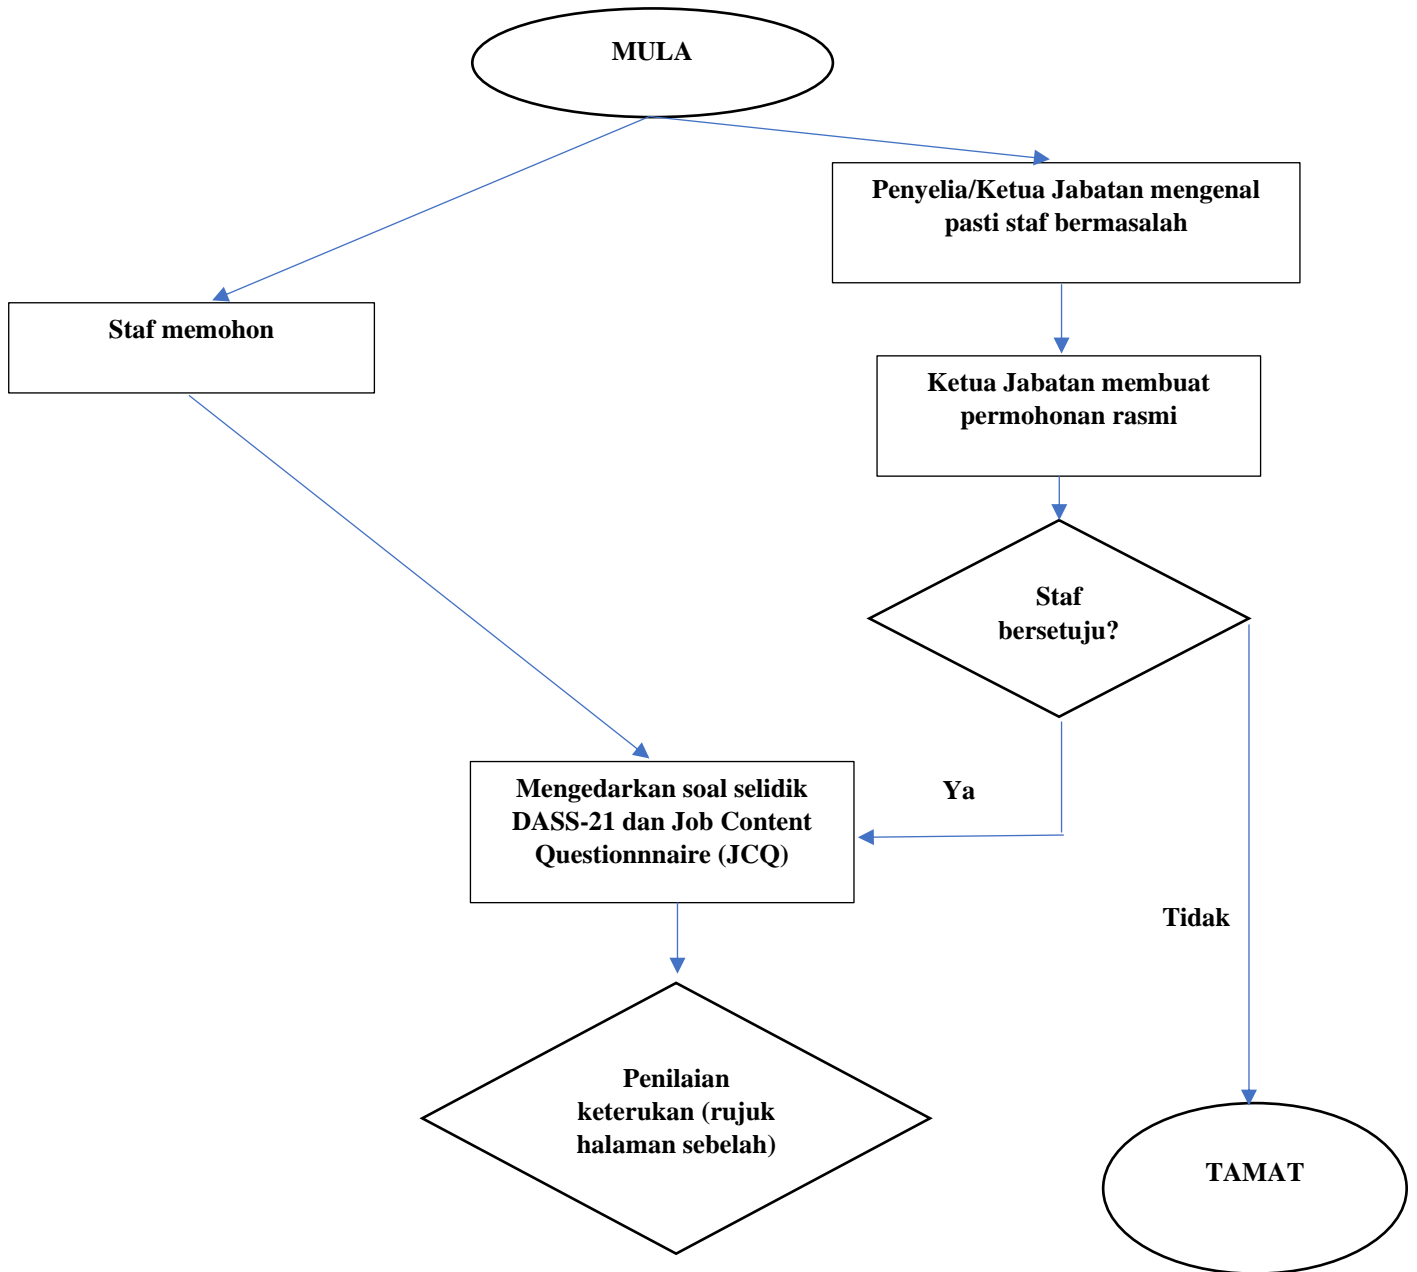 MULA
Penyelia/Ketua Jabatan mengenal
pasti staf bermasalah
Staf memohon
Ketua Jabatan membuat
permohonan rasmi
Staf
bersetuju?
Mengedarkan soal selidik
DASS-21 dan Job Content
Questionnnaire (JCQ)
Ya
Tidak
Penilaian
keterukan (rujuk
halaman sebelah)
TAMAT